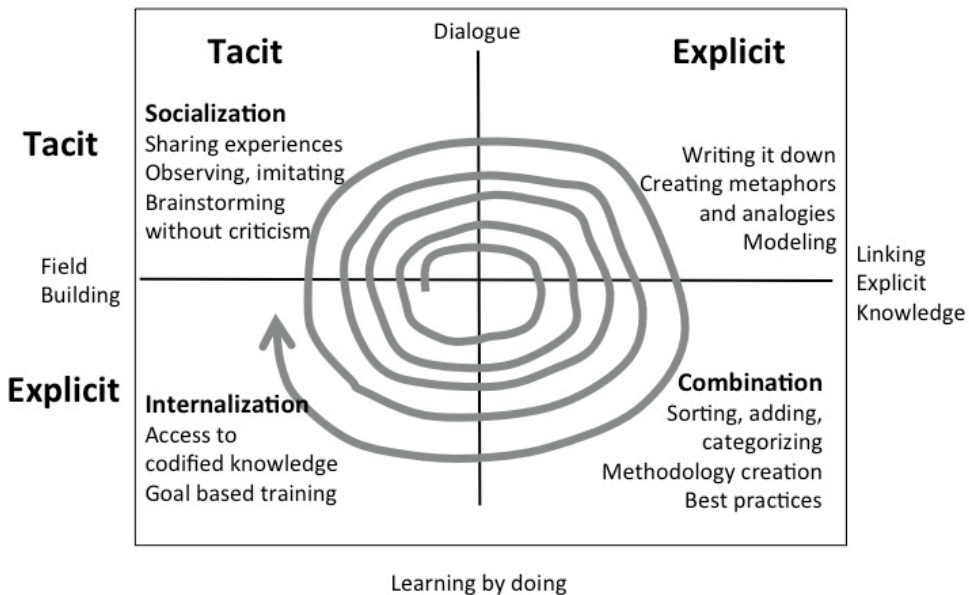 Dialogue
Tacit
Explicit
Tacit
Socialization
Sharing experiences
Observing, imitating
Brainstorming
without criticism
Writing it down
Creating metaphors
and analogies
Modeling
Field
Building
Linking
Explicit
Knowledge
Explicit
Internalization
Access to
codified knowledge
Goal based training
Combination
Sorting, adding,
categorizing
Methodology creation
Best practices
Learning by doing